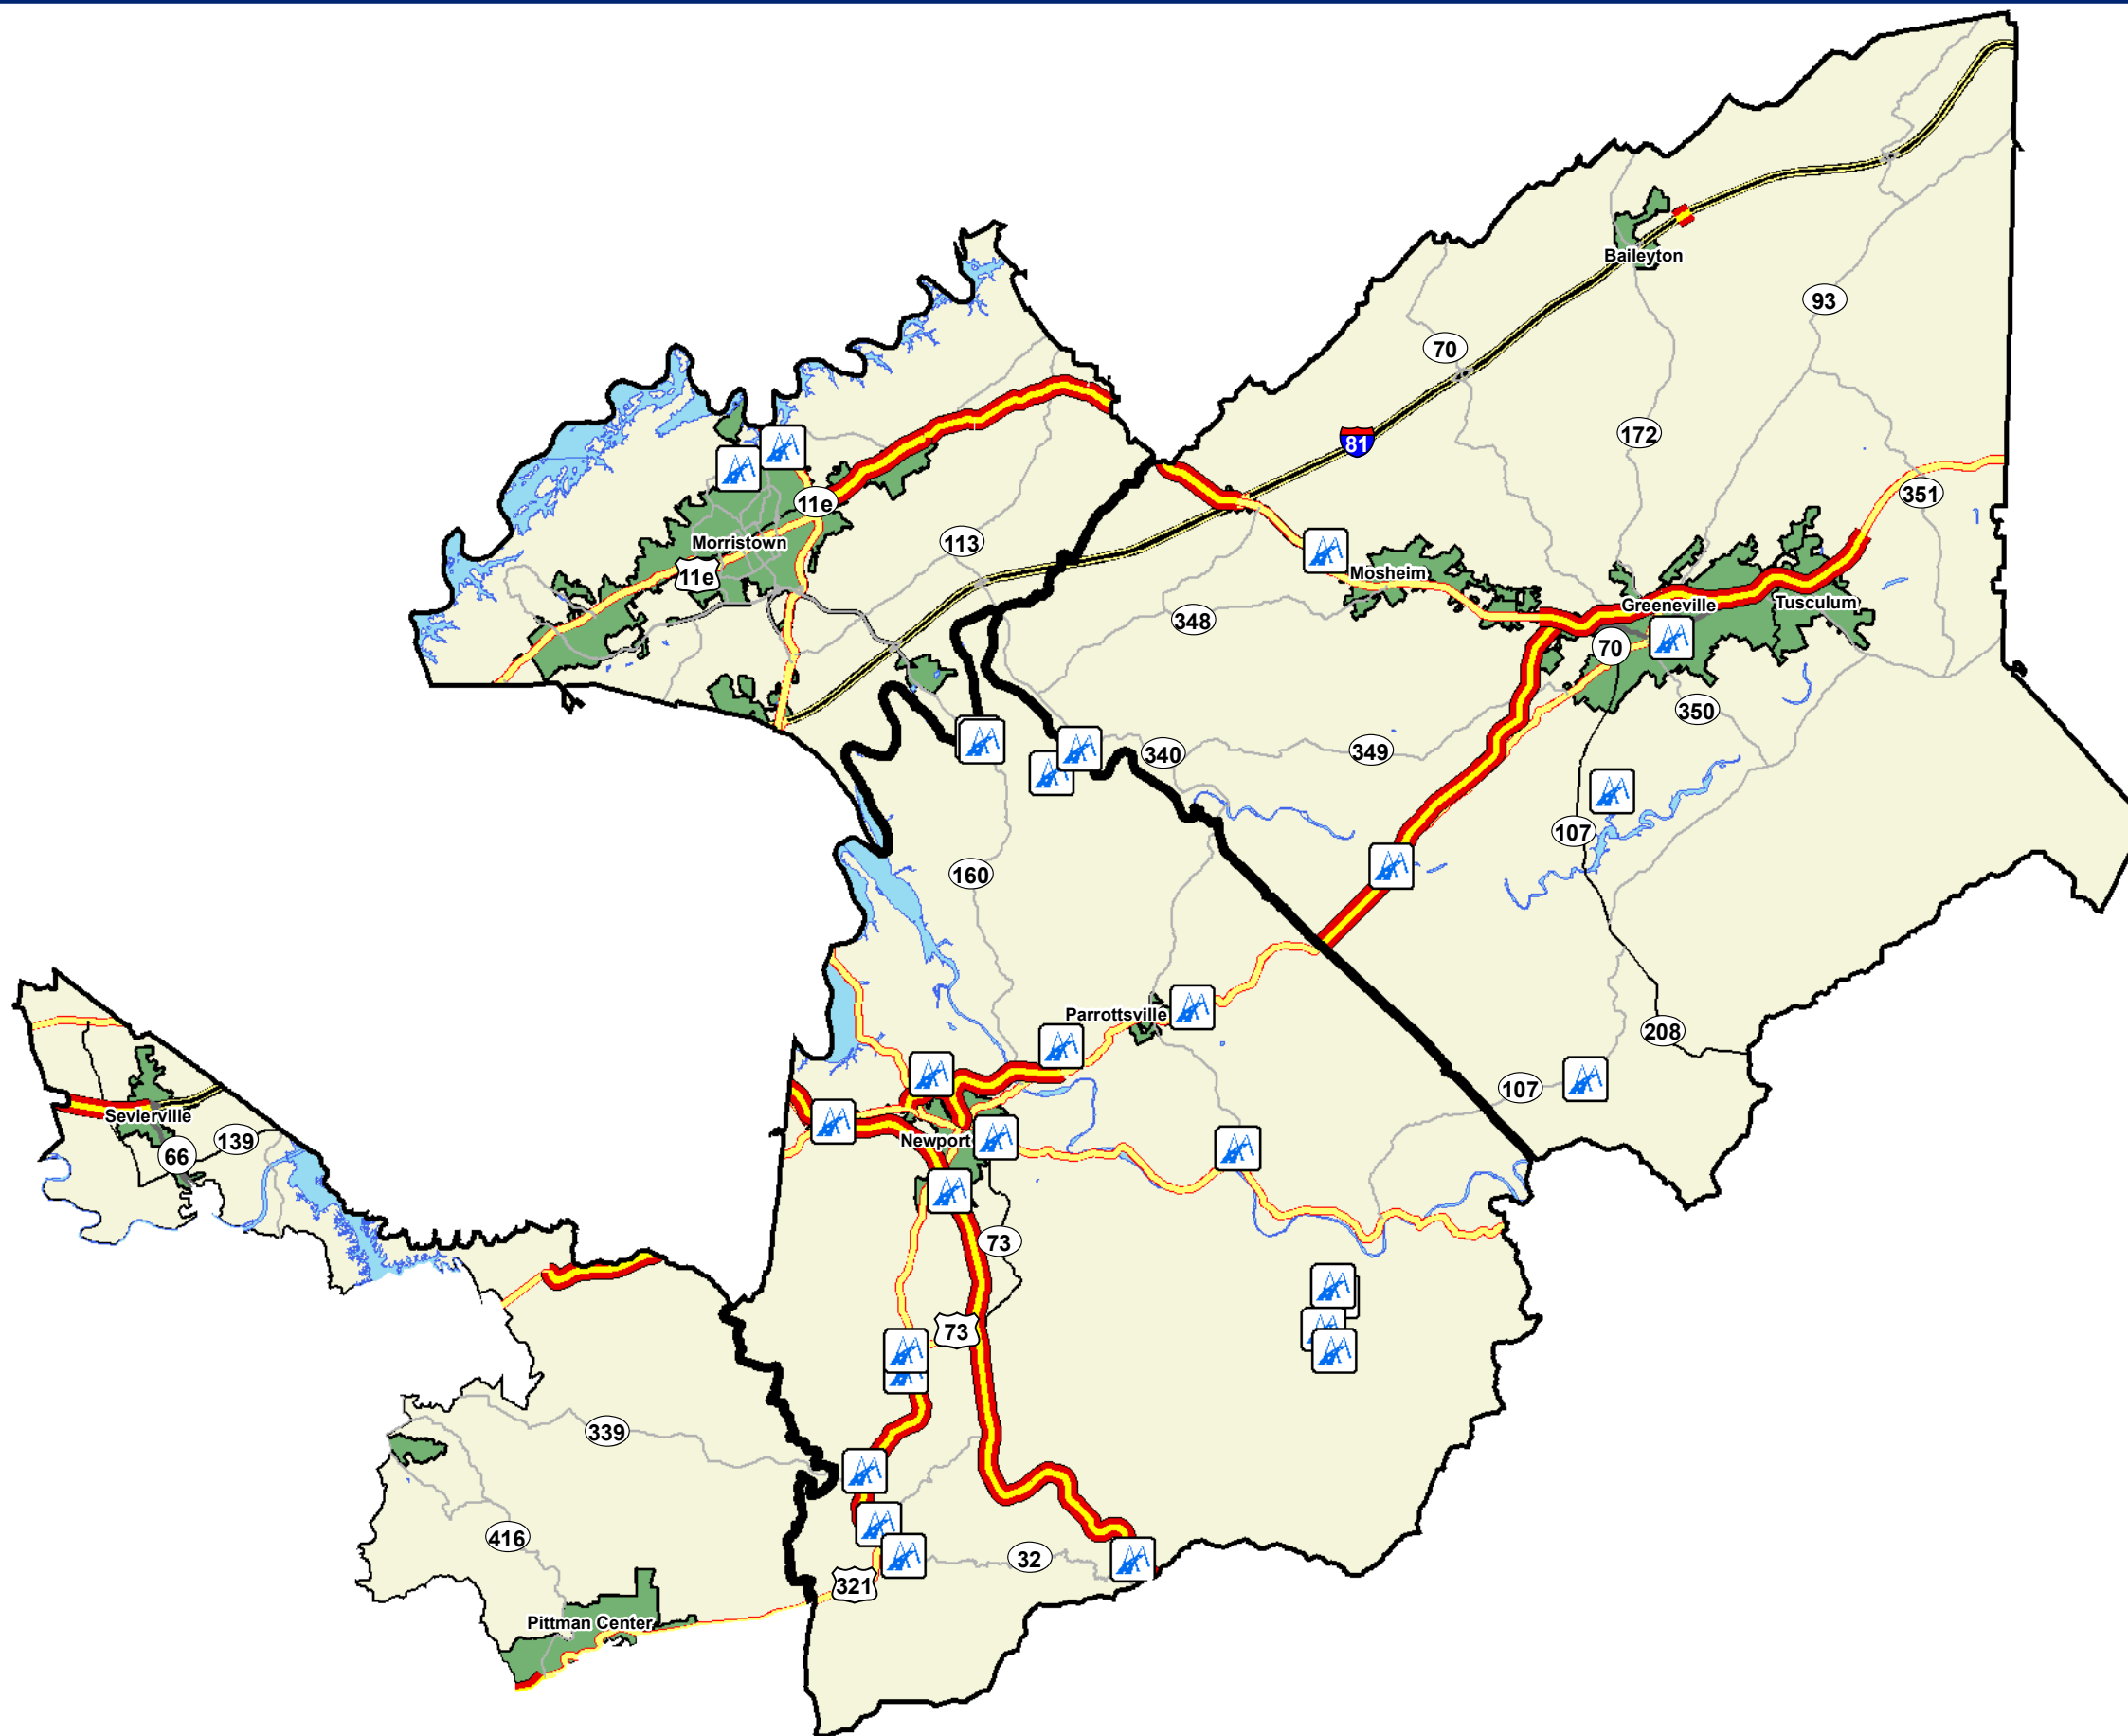 Baileyton
93
70
172
81
351
11e
Morristown
113
11e
Mosheim
348
Greeneville
Tusculum
70
350
340
349
107
160
Parrottsville
208
107
Sevierville
139
66
Newport
73
73
339
416
32
321
Pittman Center